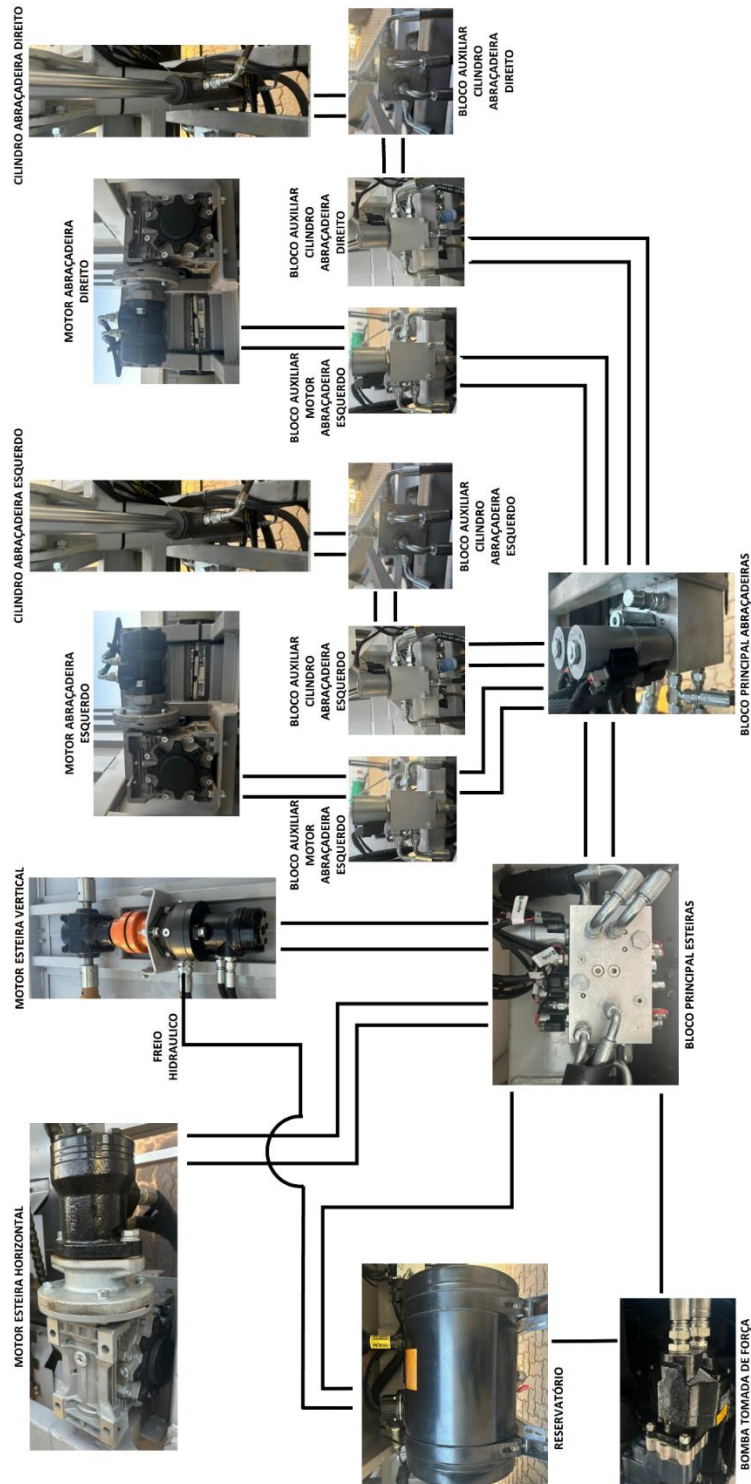 MOTOR ESTEIRA HORIZONTAL
MOTOR ESTEIRA VERTICAL
FREIO
HIDRAULICO
MOTOR ABRAÇADEIRA
ESQUERDO
CILINDRO ABRAÇADEIRA ESQUERDO
MOTOR ABRAÇADEIRA
DIREITO
CILINDRO ABRAÇADEIRA DIREITO
BLOCO AUXILIAR
MOTOR
ABRAÇADEIRA
ESQUERDO
BLOCO AUXILIAR
CILINDRO
ABRAÇADEIRA
ESQUERDO
BLOCO AUXILIAR
CILINDRO
ABRAÇADEIRA
ESQUERDO
BLOCO AUXILIAR
MOTOR
ABRAÇADEIRA
ESQUERDO
BLOCO AUXILIAR
CILINDRO
ABRAÇADEIRA
DIREITO
BLOCO AUXILIAR
CILINDRO
ABRAÇADEIRA
DIREITO
RESERVATÓRIO
BOMBA TOMADA DE FORÇA
BLOCO PRINCIPAL ESTEIRAS
BLOCO PRINCIPAL ABRAÇADEIRAS